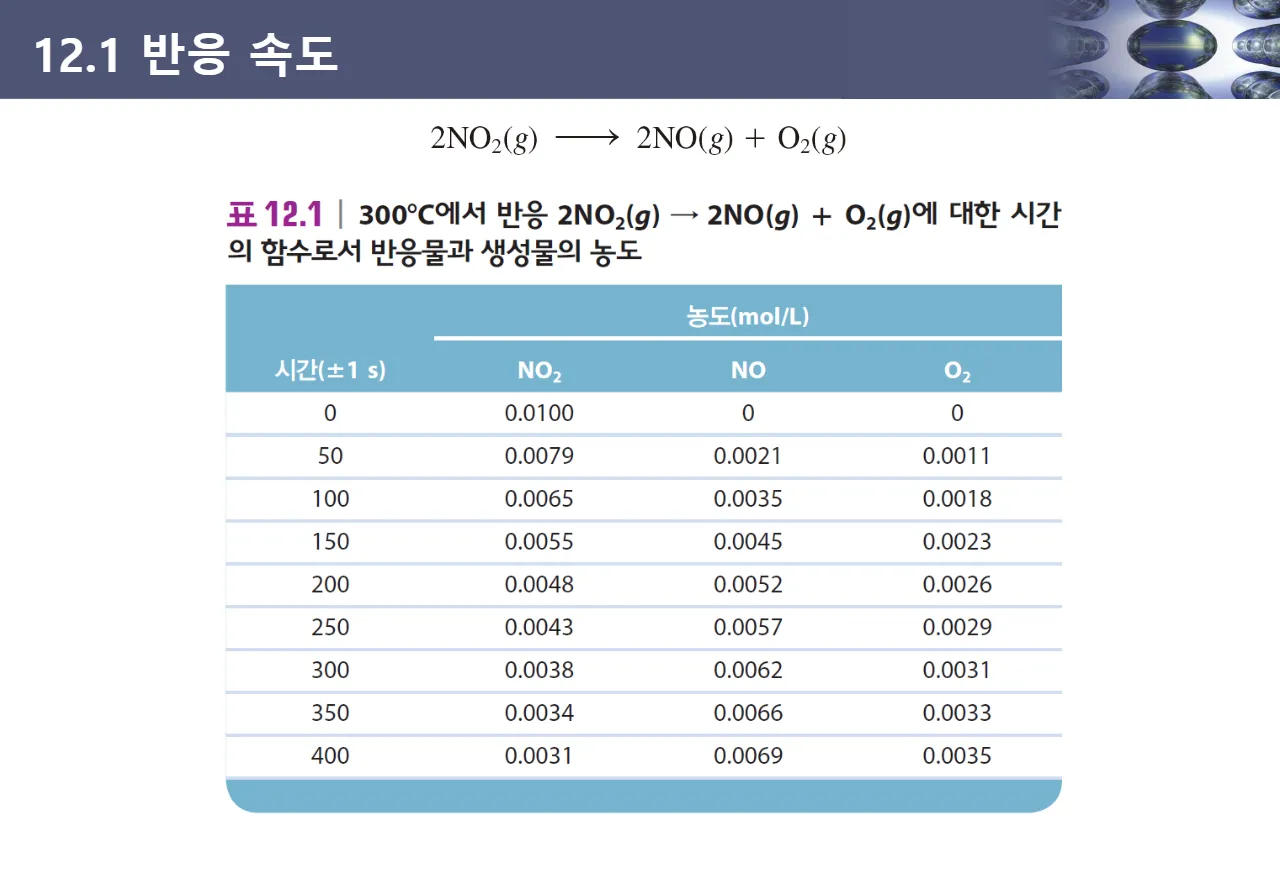 12.1 반응 속도
2NO₂(g) ⟶ 2NO(g) + O₂(g)
표 12.1 | 300°C에서 반응 2NO₂(g) → 2NO(g) + O₂(g)에 대한 시간
의 함수로서 반응물과 생성물의 농도
농도(mol/L)
시간(±1 s) NO₂ NO O₂
0 0.0100 0 0
50 0.0079 0.0021 0.0011
100 0.0065 0.0035 0.0018
150 0.0055 0.0045 0.0023
200 0.0048 0.0052 0.0026
250 0.0043 0.0057 0.0029
300 0.0038 0.0062 0.0031
350 0.0034 0.0066 0.0033
400 0.0031 0.0069 0.0035